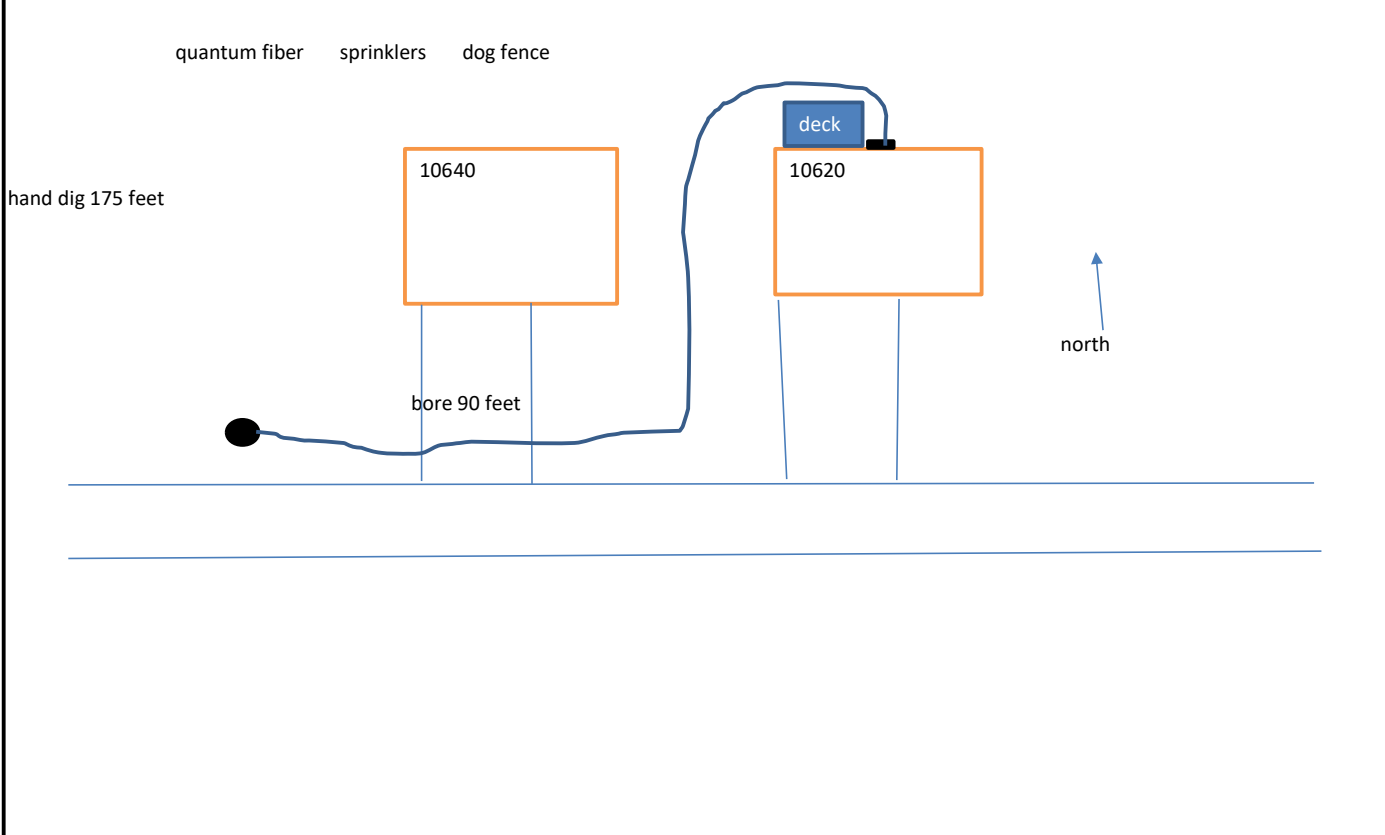 quantum fiber sprinklers dog fence
deck
10640
10620
hand dig 175 feet
north
bore 90 feet